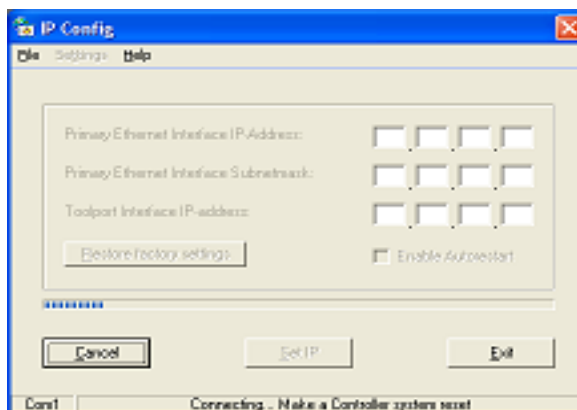 IP Config
File Settings Help
Primary Ethernet Interface IP-Address:
Primary Ethernet Interface Subnetmask:
Toolport Interface IP-address:
Restore factory settings
Enable Autorestart
Cancel
Set IP
Exit
Com1
Connecting... Make a Controller system reset